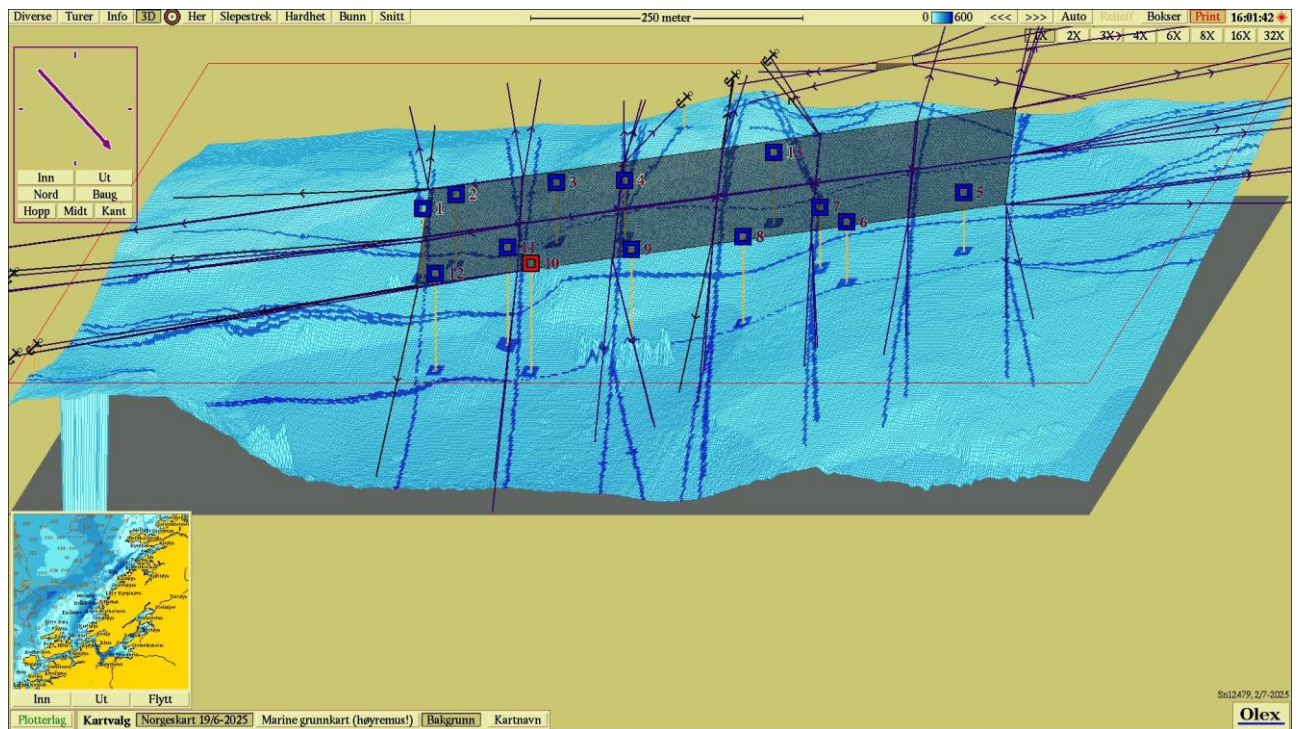 Diverse Turer Info 3D Her Slepestrek Hardhet Bunn Snitt 250 meter 0 600 <<< >>> Auto Relieff Bokser Print 16:01:42
1X 2X 3X 4X 6X 8X 16X 32X
Inn Ut
Nord Baug
Hopp Midt Kant
1 2 3 4 13 5
7 6
11 9 8
12 10
Inn Ut Flytt
Sn12479, 2/7-2025
Plotterlag Kartvalg Norgeskart 19/6-2025 Marine grunnkart (høyremus!) Bakgrunn Kartnavn Olex